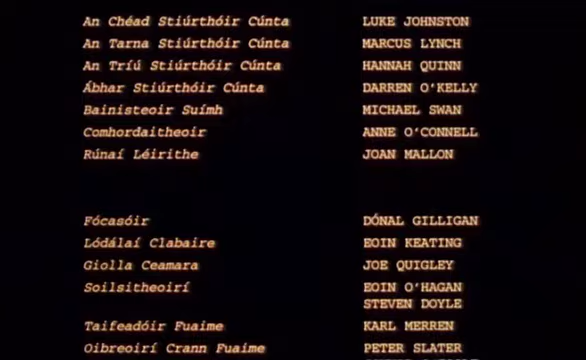 An Chéad Stiúrthóir Cúnta LUKE JOHNSTON
An Tarna Stiúrthóir Cúnta MARCUS LYNCH
An Tríú Stiúrthóir Cúnta HANNAH QUINN
Ábhar Stiúrthóir Cúnta DARREN O'KELLY
Bainisteoir Suímh MICHAEL SWAN
Comhordaitheoir ANNE O'CONNELL
Rúnaí Léirithe JOAN MALLON
Fócasóir DÓNAL GILLIGAN
Lódálaí Clabaire EOIN KEATING
Giolla Ceamara JOE QUIGLEY
Soilsitheoirí EOIN O'HAGAN
STEVEN DOYLE
Taifeadóir Fuaime KARL MERREN
Oibreoirí Crann Fuaime PETER SLATER